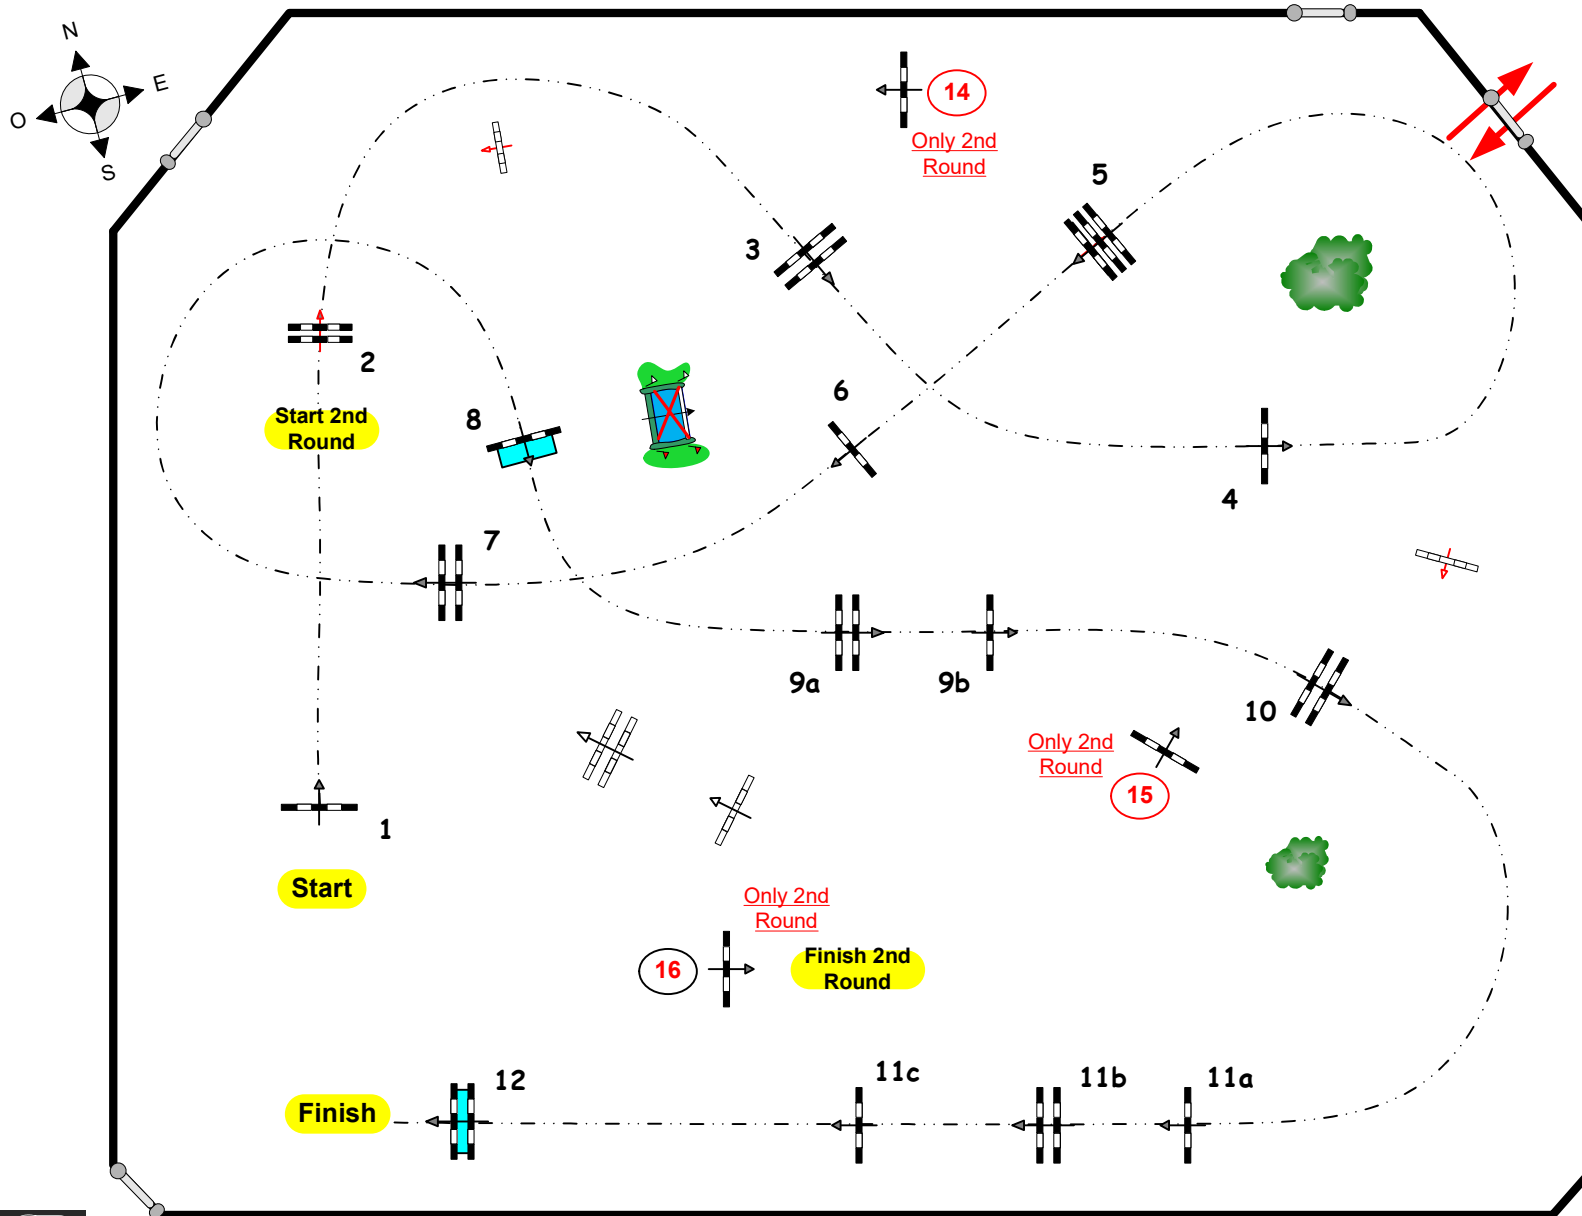 N
E
O
S
14
Only 2nd
Round
5
3
2
Start 2nd
Round
8
6
4
7
9a
9b
10
Only 2nd
Round
15
1
Start
Only 2nd
Round
16
Finish 2nd
Round
12
11c
11b
11a
Finish